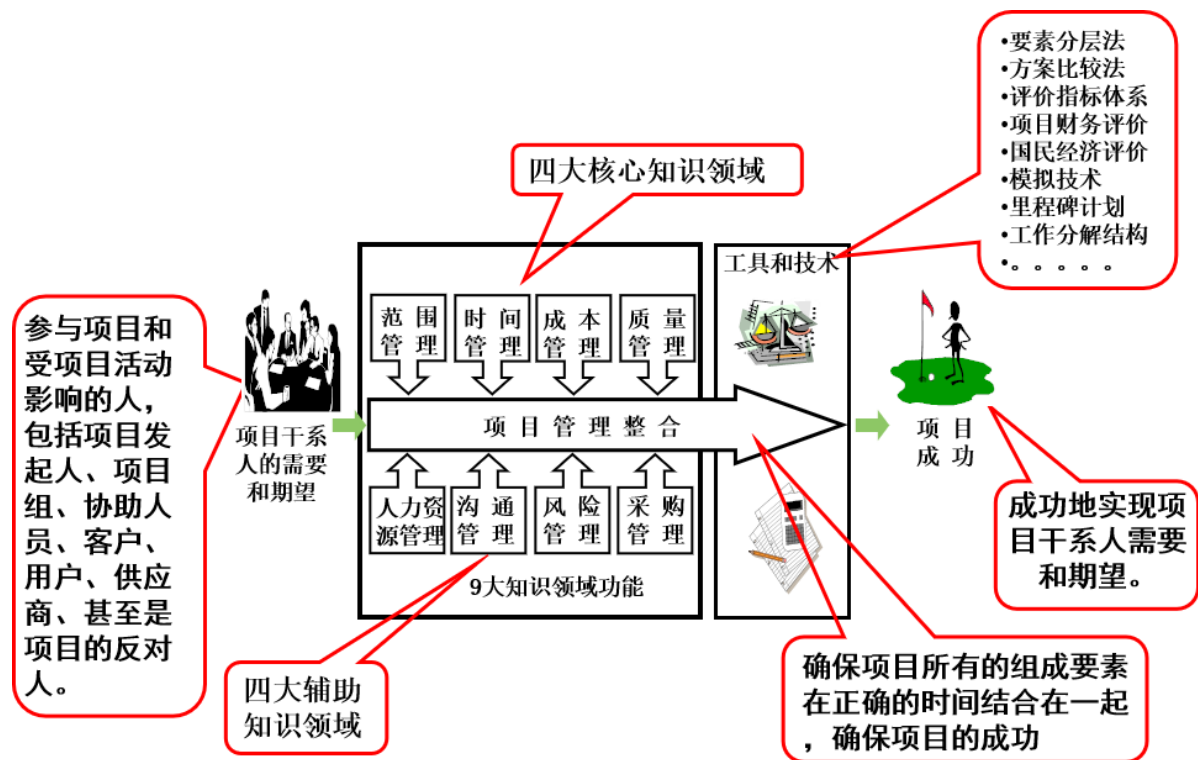 •要素分层法
•方案比较法
•评价指标体系
•项目财务评价
•国民经济评价
•模拟技术
•里程碑计划
•工作分解结构
•。。。。。
四大核心知识领域
工具和技术
参与项目和
受项目活动
影响的人，
包括项目发
起人、项目
组、协助人
员、客户、
用户、供应
商、甚至是
项目的反对
人。
项目干系
人的需要
和期望
范围
管理
时间
管理
成本
管理
质量
管理
项目管理整合
人力资
源管理
沟通
管理
风险
管理
采购
管理
9大知识领域功能
项目
成功
成功地实现项
目干系人需要
和期望。
四大辅助
知识领域
确保项目所有的组成要素
在正确的时间结合在一起
，确保项目的成功